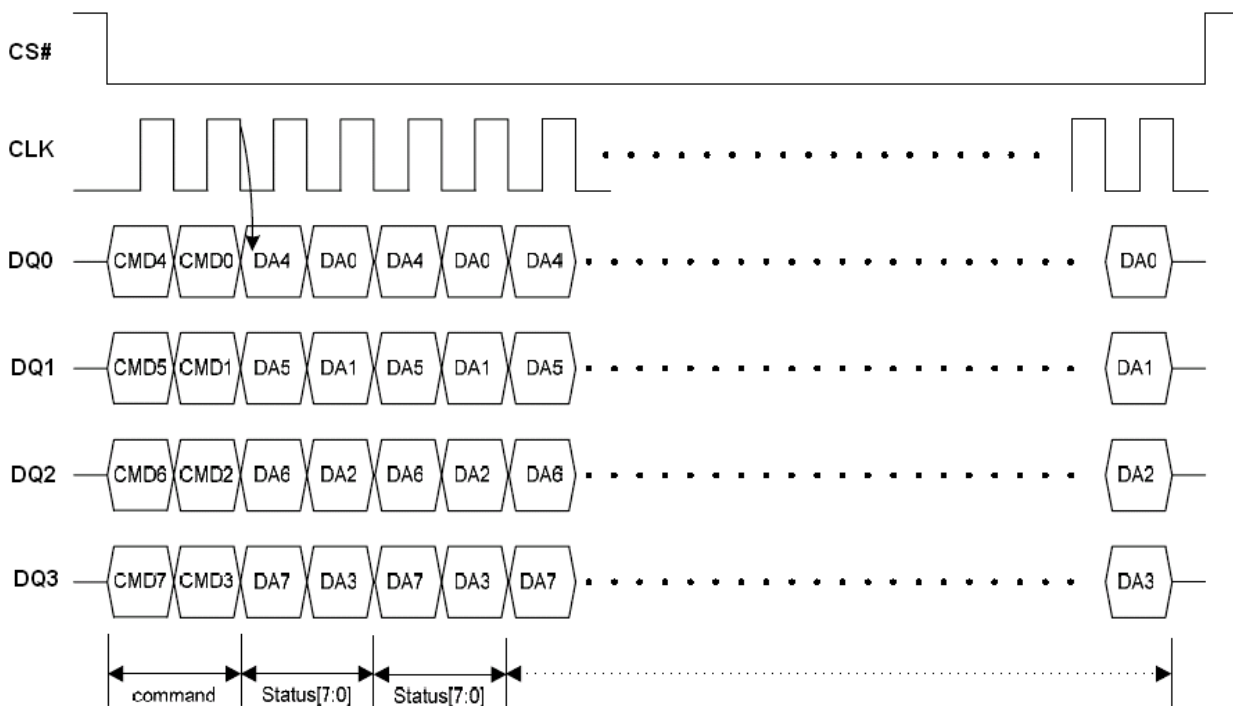 CS#
CLK
DQ0 CMD4 CMD0 DA4 DA0 DA4 DA0 DA4 DA0
DQ1 CMD5 CMD1 DA5 DA1 DA5 DA1 DA5 DA1
DQ2 CMD6 CMD2 DA6 DA2 DA6 DA2 DA6 DA2
DQ3 CMD7 CMD3 DA7 DA3 DA7 DA3 DA7 DA3
command Status[7:0] Status[7:0]